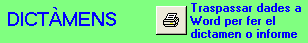 DICTÀMENS
Traspassar dades a
Word per fer el
dictamen o informe